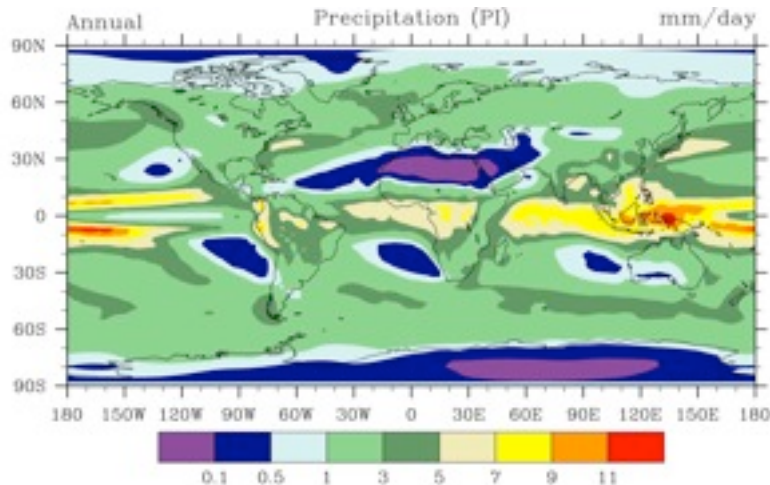 Annual Precipitation (PI) mm/day
90N
60N
30N
0
30S
60S
90S
180 150W 120W 90W 60W 30W 0 30E 60E 90E 120E 150E 180
0.1 0.5 1 3 5 7 9 11